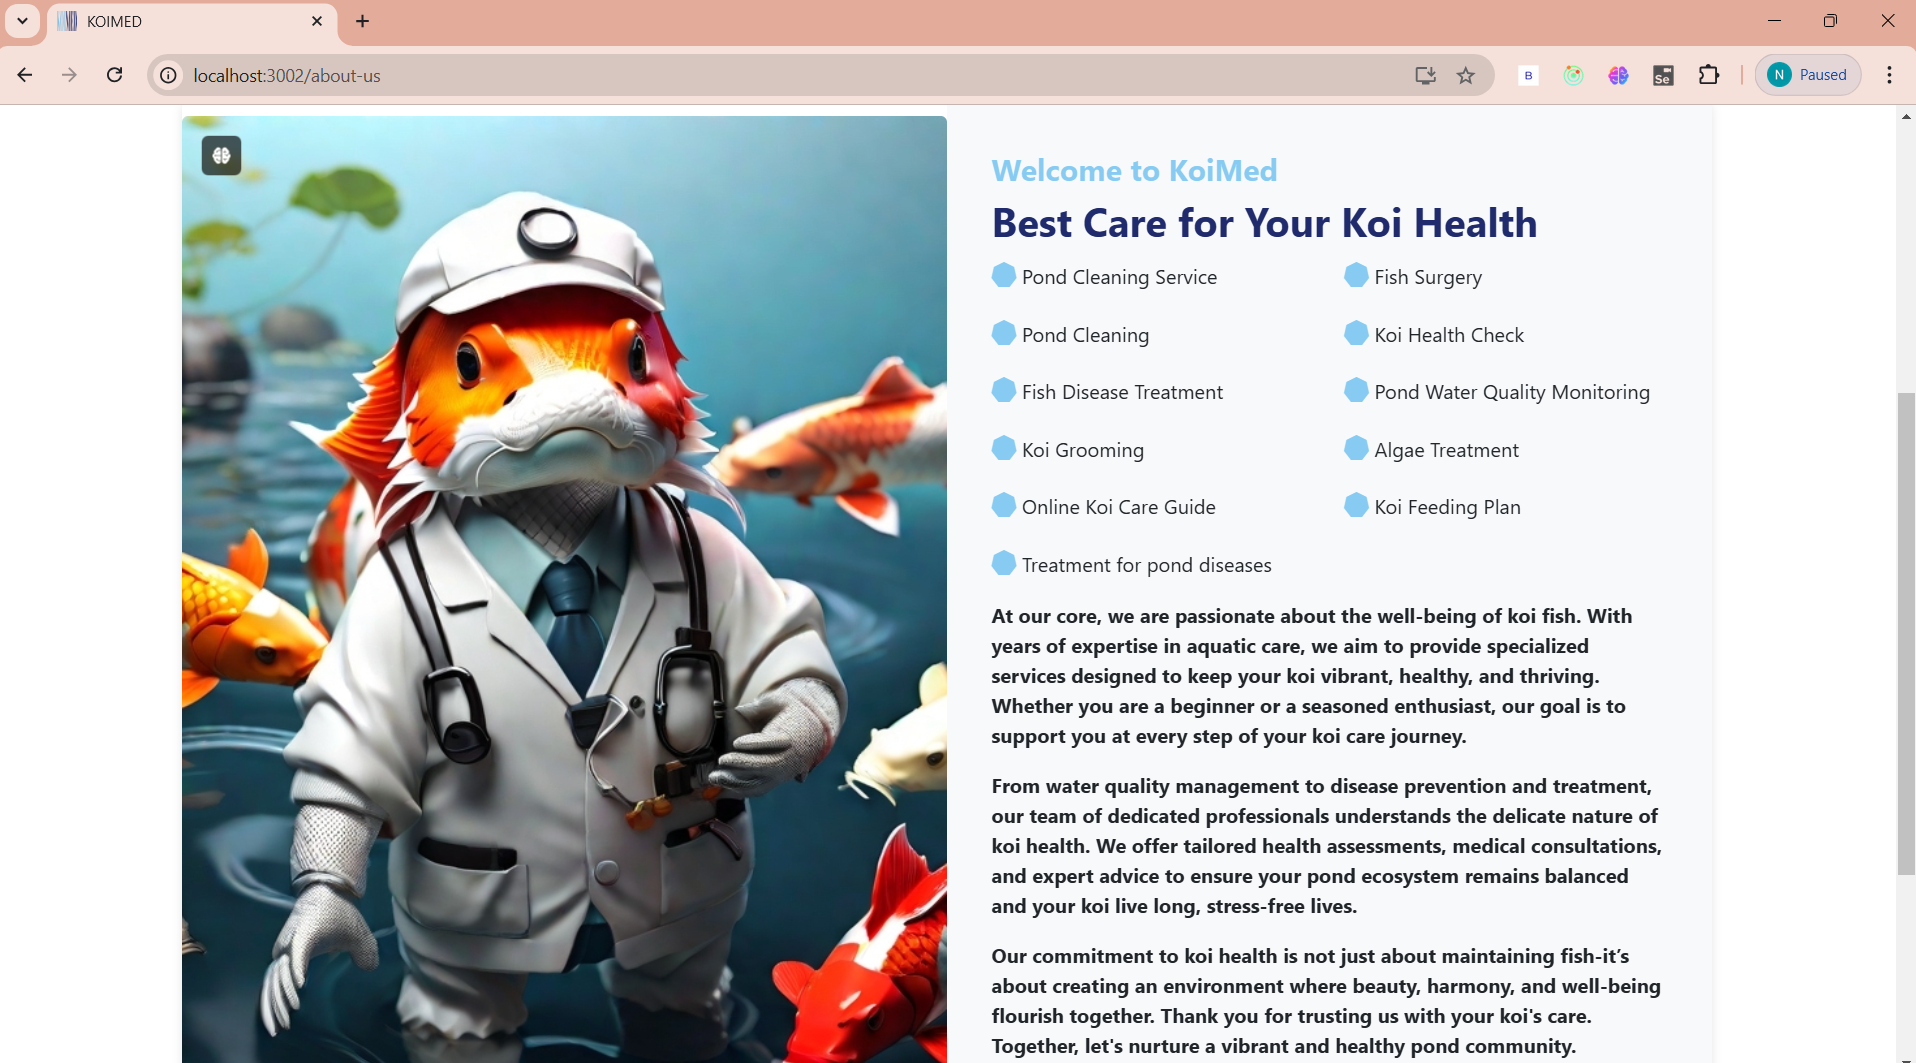 KOIMED
localhost:3002/about-us
B
Se
N
Paused
Welcome to KoiMed
Best Care for Your Koi Health
Pond Cleaning Service
Fish Surgery
Pond Cleaning
Koi Health Check
Fish Disease Treatment
Pond Water Quality Monitoring
Koi Grooming
Algae Treatment
Online Koi Care Guide
Koi Feeding Plan
Treatment for pond diseases
At our core, we are passionate about the well-being of koi fish. With
years of expertise in aquatic care, we aim to provide specialized
services designed to keep your koi vibrant, healthy, and thriving.
Whether you are a beginner or a seasoned enthusiast, our goal is to
support you at every step of your koi care journey.
From water quality management to disease prevention and treatment,
our team of dedicated professionals understands the delicate nature of
koi health. We offer tailored health assessments, medical consultations,
and expert advice to ensure your pond ecosystem remains balanced
and your koi live long, stress-free lives.
Our commitment to koi health is not just about maintaining fish-it’s
about creating an environment where beauty, harmony, and well-being
flourish together. Thank you for trusting us with your koi's care.
Together, let's nurture a vibrant and healthy pond community.